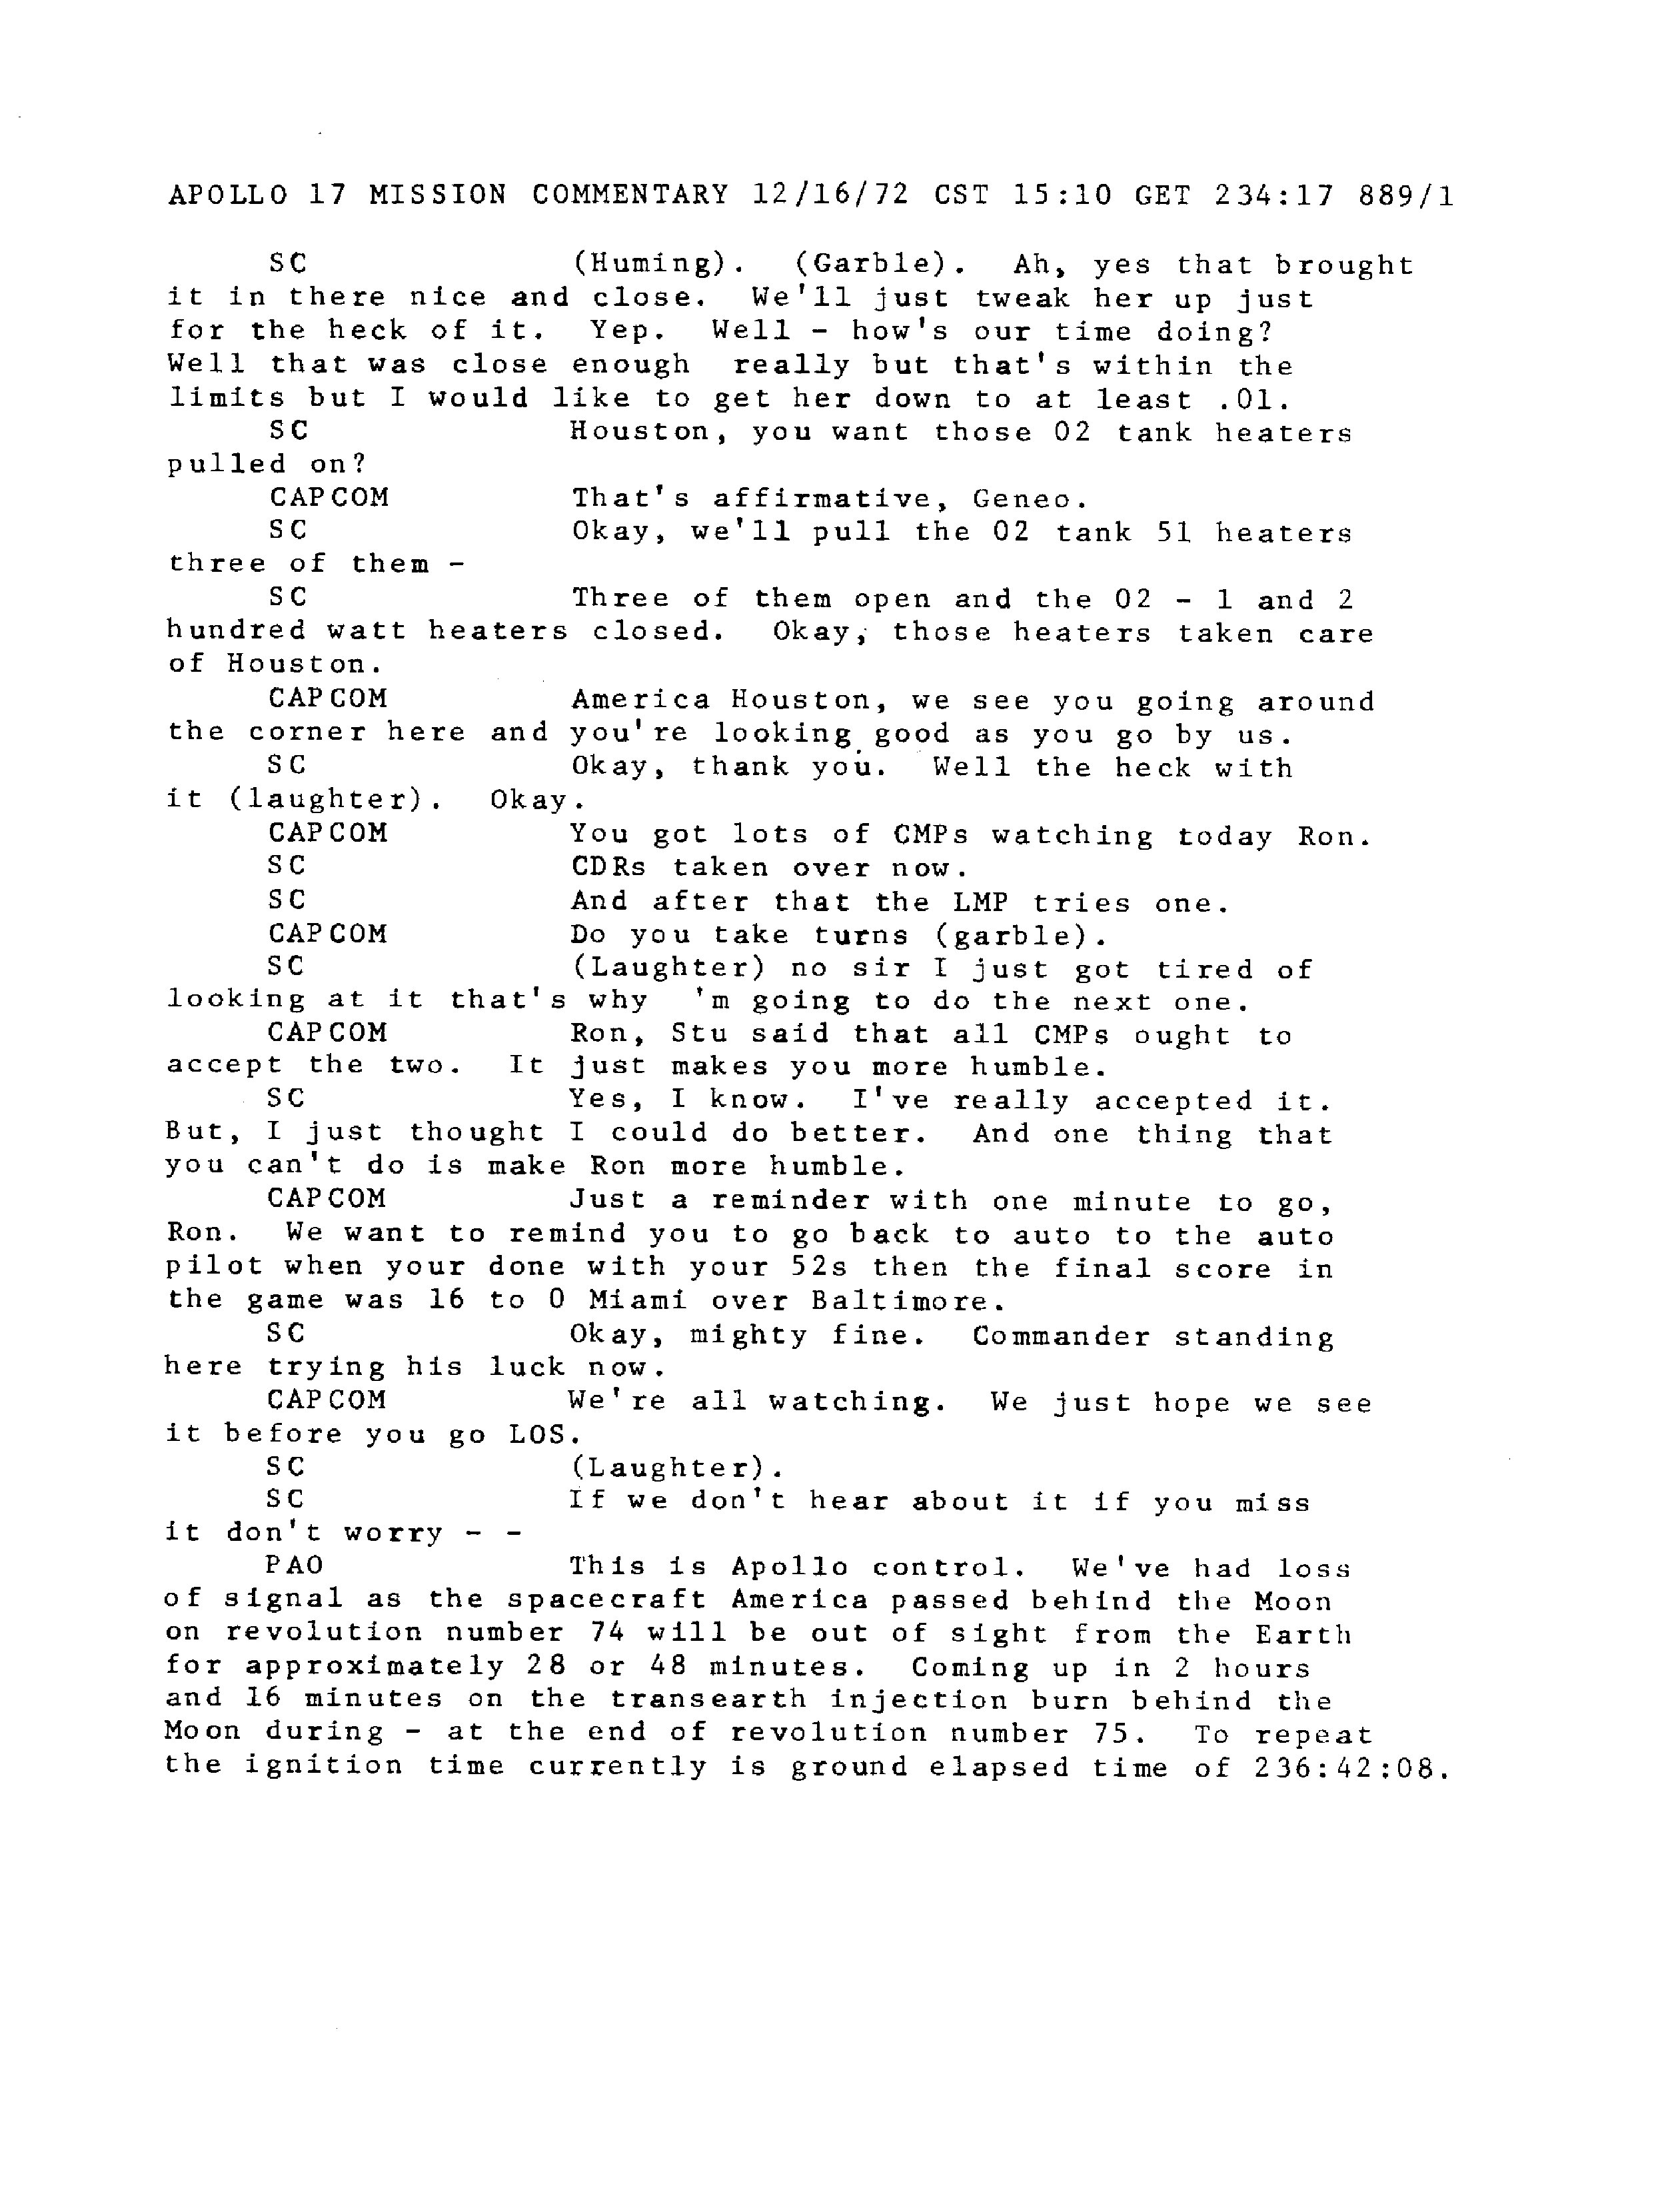 APOLLO 17 MISSION COMMENTARY 12/16/72 CST 15:10 GET 234:17 889/1
SC (Huming). (Garble). Ah, yes that brought
it in there nice and close. We'll just tweak her up just
for the heck of it. Yep. Well - how's our time doing?
Well that was close enough really but that's within the
limits but I would like to get her down to at least .01.
SC Houston, you want those 02 tank heaters
pulled on?
CAPCOM That's affirmative, Geneo.
SC Okay, we'll pull the 02 tank 51 heaters
three of them -
SC Three of them open and the 02 - 1 and 2
hundred watt heaters closed. Okay, those heaters taken care
of Houston.
CAPCOM America Houston, we see you going around
the corner here and you're looking good as you go by us.
SC Okay, thank you. Well the heck with
it (laughter). Okay.
CAPCOM You got lots of CMPs watching today Ron.
SC CDRs taken over now.
SC And after that the LMP tries one.
CAPCOM Do you take turns (garble).
SC (Laughter) no sir I just got tired of
looking at it that's why 'm going to do the next one.
CAPCOM Ron, Stu said that all CMPs ought to
accept the two. It just makes you more humble.
SC Yes, I know. I've really accepted it.
But, I just thought I could do better. And one thing that
you can't do is make Ron more humble.
CAPCOM Just a reminder with one minute to go,
Ron. We want to remind you to go back to auto to the auto
pilot when your done with your 52s then the final score in
the game was 16 to 0 Miami over Baltimore.
SC Okay, mighty fine. Commander standing
here trying his luck now.
CAPCOM We're all watching. We just hope we see
it before you go LOS.
SC (Laughter).
SC If we don't hear about it if you miss
it don't worry - -
PAO This is Apollo control. We've had loss
of signal as the spacecraft America passed behind the Moon
on revolution number 74 will be out of sight from the Earth
for approximately 28 or 48 minutes. Coming up in 2 hours
and 16 minutes on the transearth injection burn behind the
Moon during - at the end of revolution number 75. To repeat
the ignition time currently is ground elapsed time of 236:42:08.